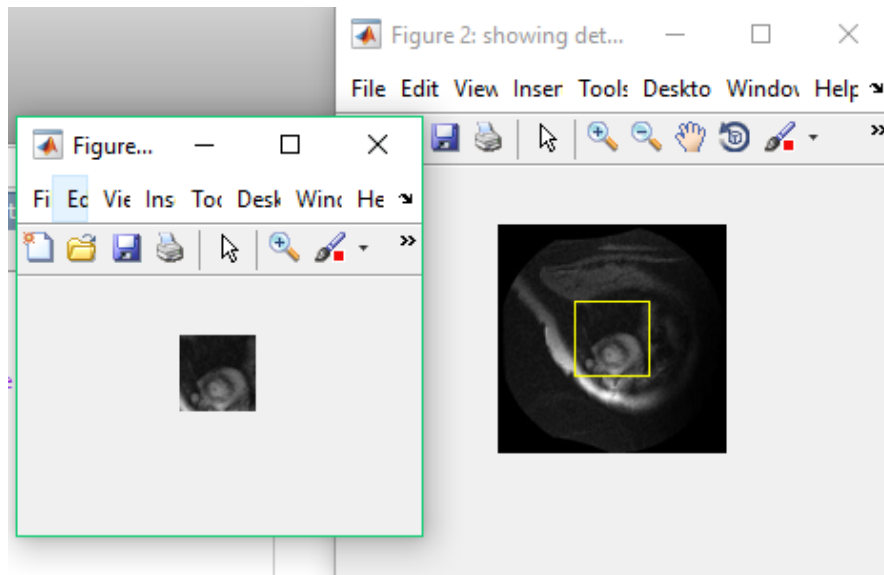 Figure 2: showing det...
File Edit View Inser Tools Deskto Windov Help
Figure...
Fi Ed Vie Ins Too Desk Winc He